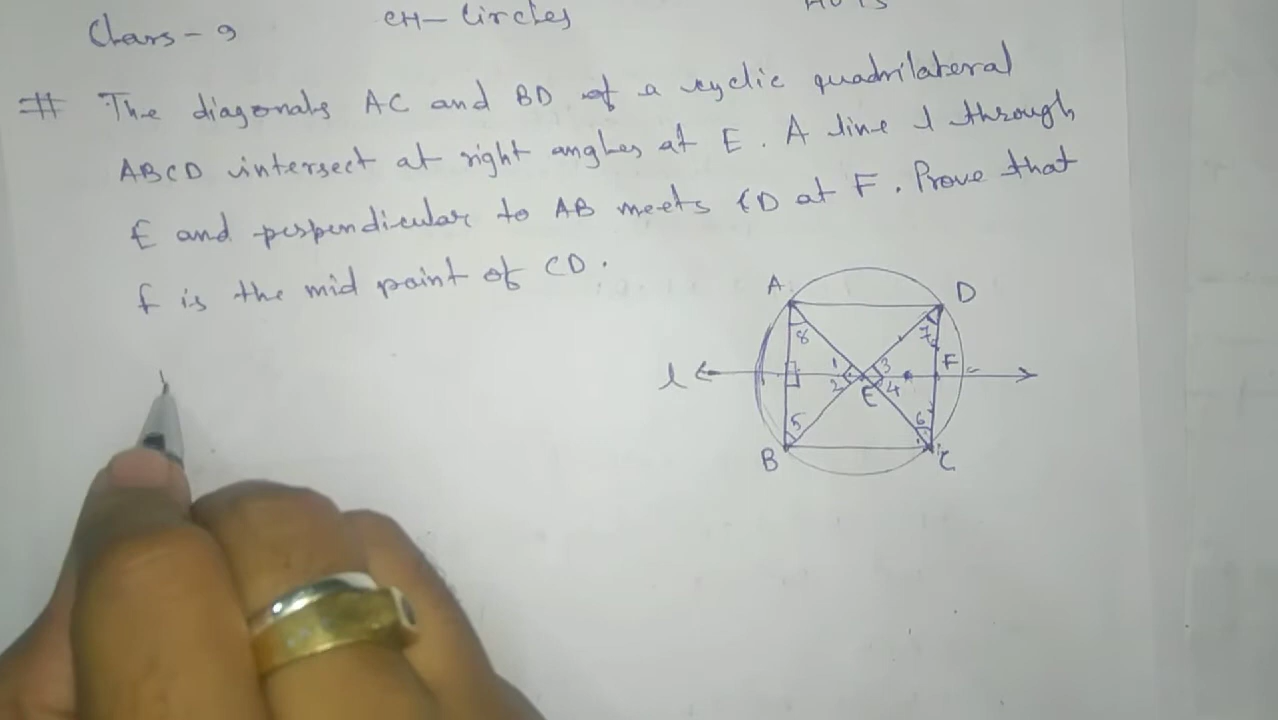 Class - 9 CH - Circles
# The diagonals AC and BD of a cyclic quadrilateral
ABCD intersect at right angles at E. A line l through
E and perpendicular to AB meets CD at F. Prove that
F is the mid point of CD.
A D
8 7
l 1 3 F
2 E 4
5 6
B C